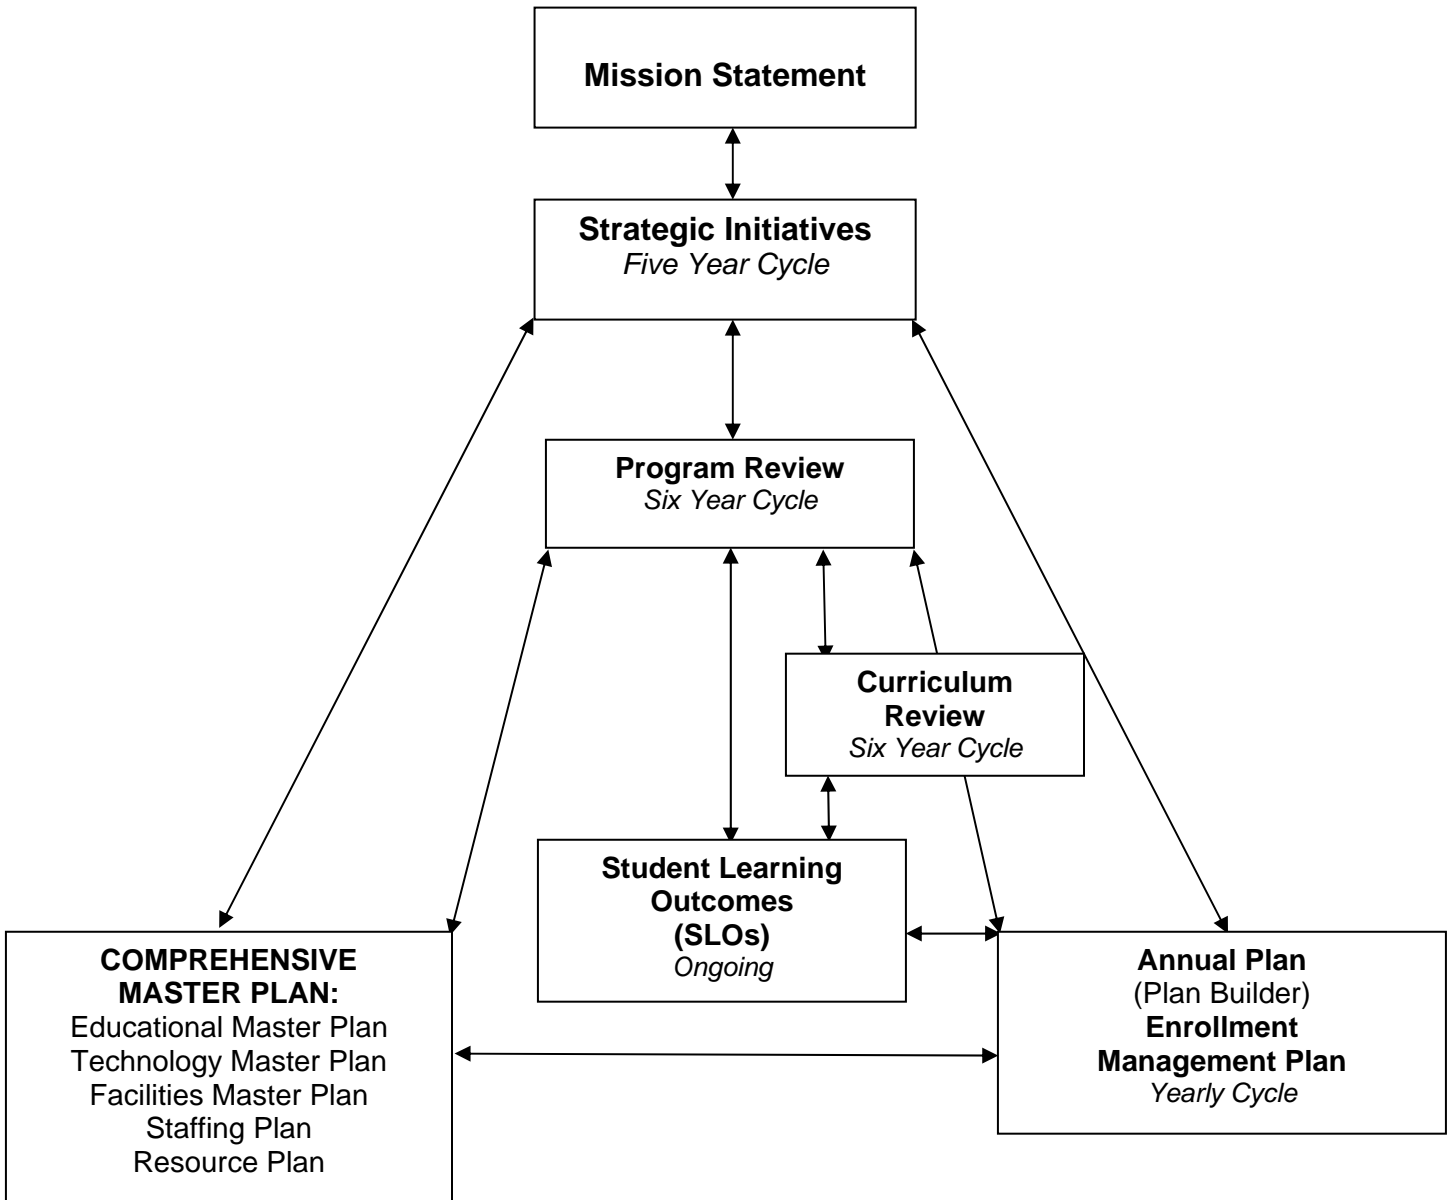 Mission Statement
Strategic Initiatives
Five Year Cycle
Program Review
Six Year Cycle
Curriculum
Review
Six Year Cycle
Student Learning
Outcomes
(SLOs)
Ongoing
COMPREHENSIVE
MASTER PLAN:
Educational Master Plan
Technology Master Plan
Facilities Master Plan
Staffing Plan
Resource Plan
Annual Plan
(Plan Builder)
Enrollment
Management Plan
Yearly Cycle